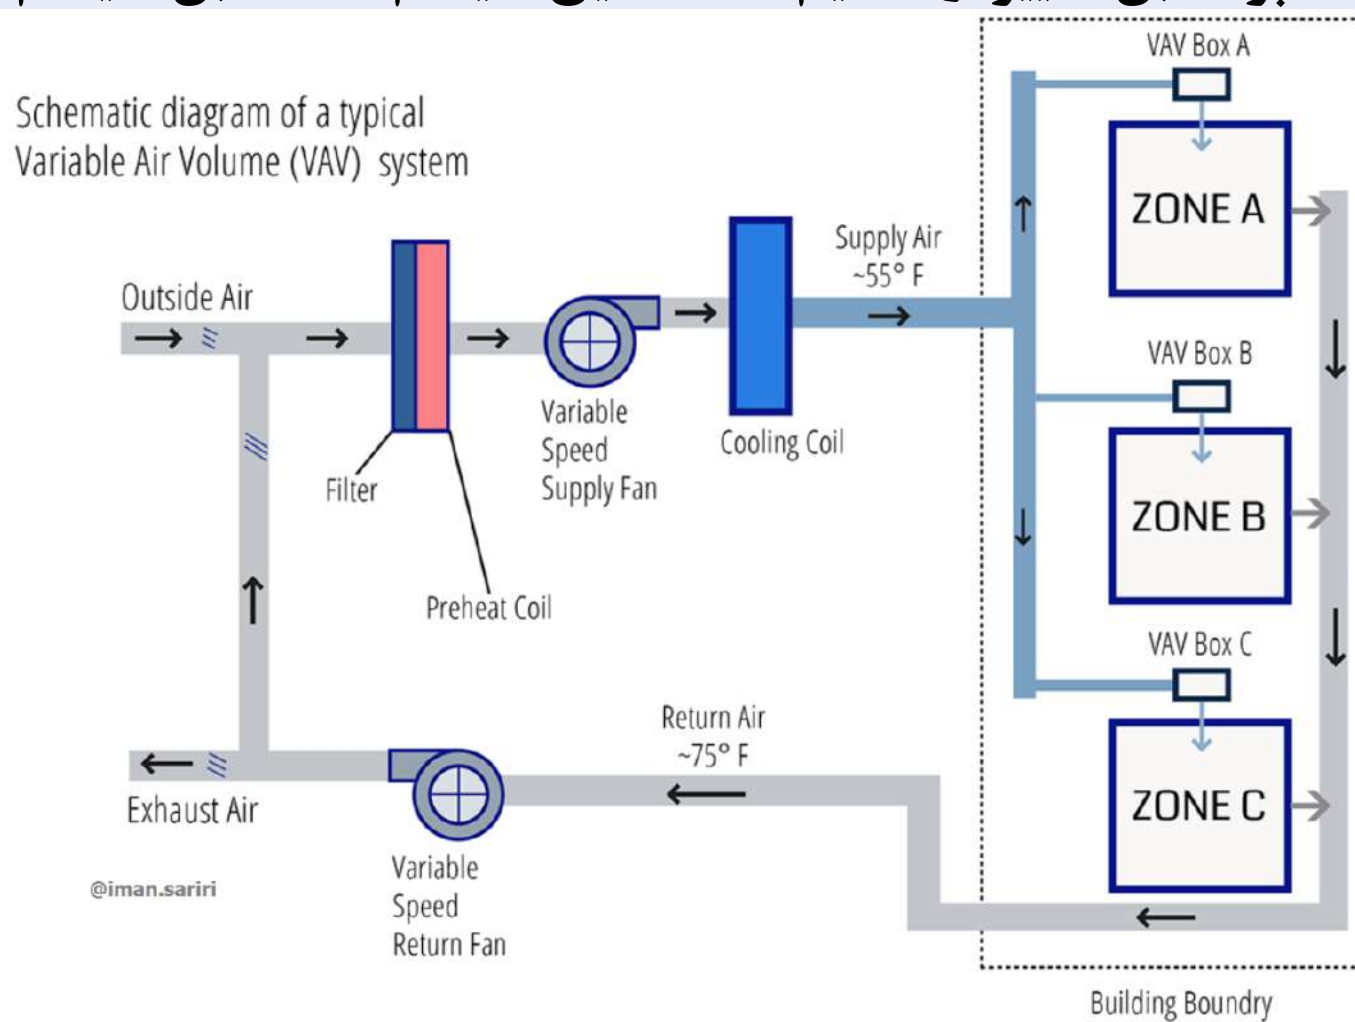 Schematic diagram of a typical
Variable Air Volume (VAV) system
VAV Box A
ZONE A
Supply Air
~55° F
Outside Air
VAV Box B
Variable
Speed
Supply Fan
Cooling Coil
Filter
ZONE B
Preheat Coil
VAV Box C
Return Air
~75° F
ZONE C
Exhaust Air
Variable
Speed
Return Fan
@iman.sariri
Building Boundry